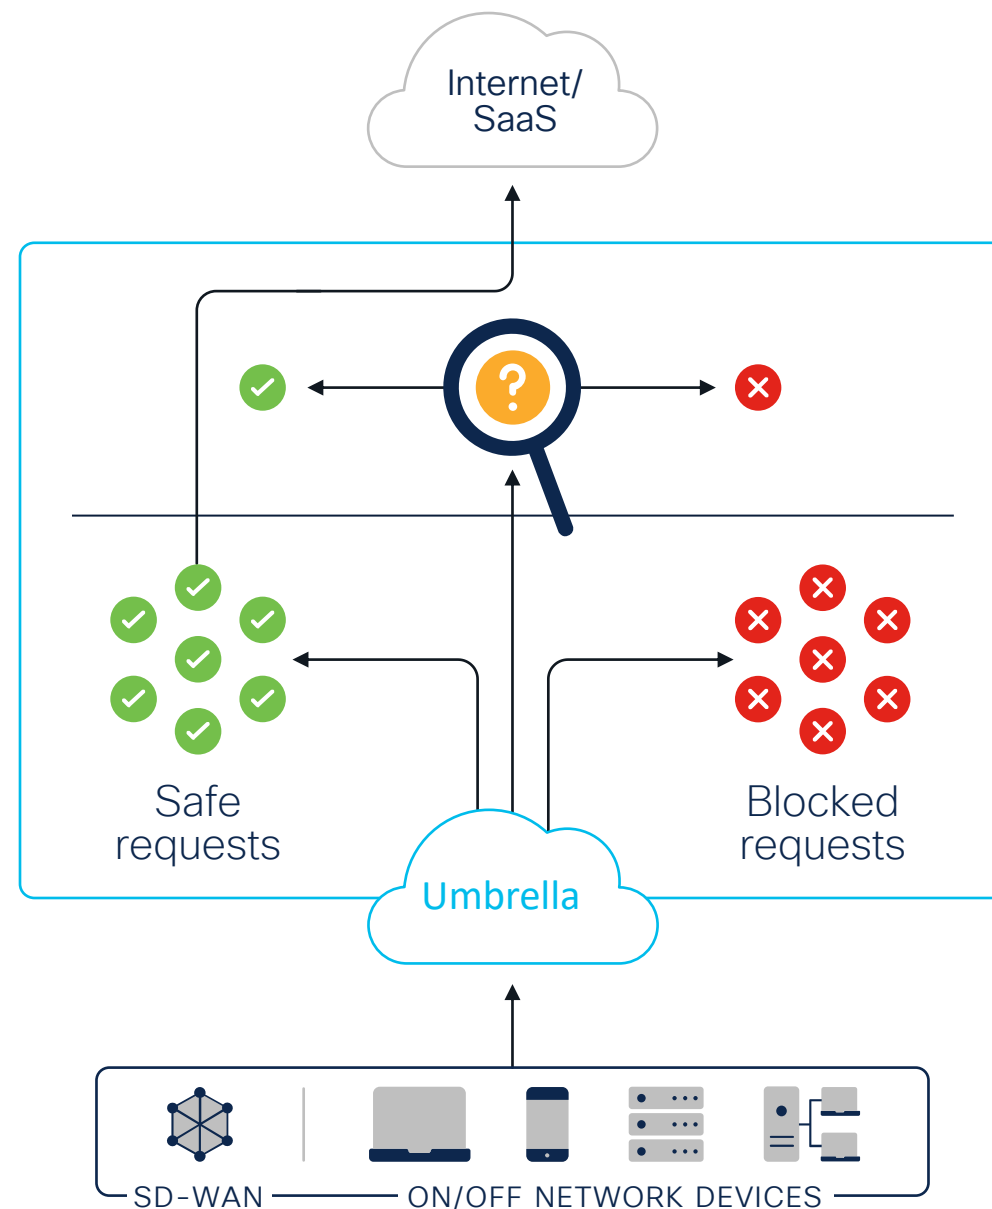 Internet/
SaaS
?
Safe
requests
Blocked
requests
Umbrella
SD-WAN
ON/OFF NETWORK DEVICES